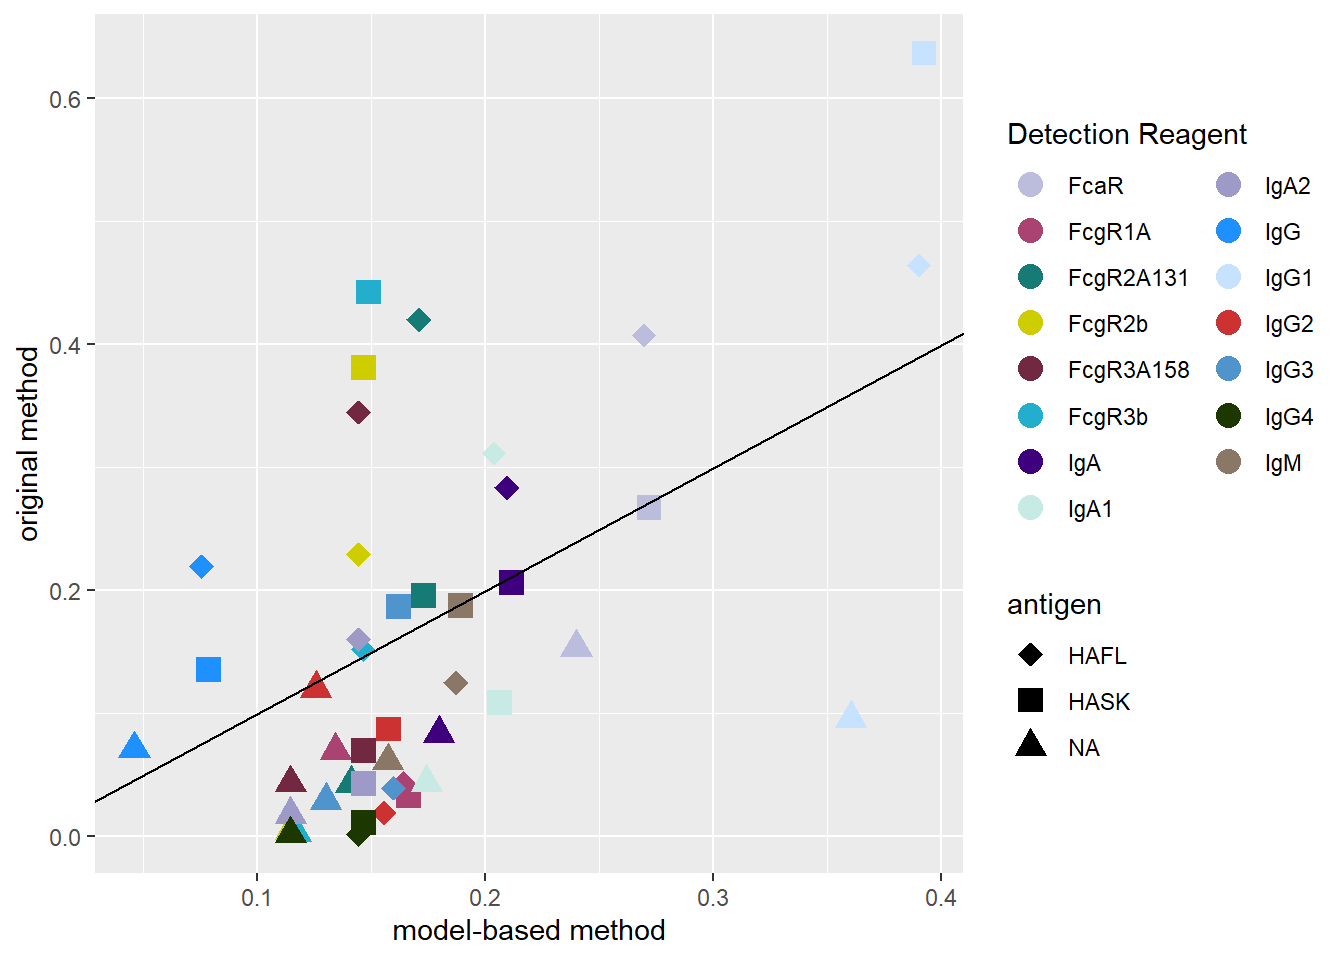 original method
0.6
0.4
0.2
0.0
0.1
0.2
0.3
0.4
model-based method
Detection Reagent
FcaR
FcgR1A
FcgR2A131
FcgR2b
FcgR3A158
FcgR3b
IgA
IgA1
IgA2
IgG
IgG1
IgG2
IgG3
IgG4
IgM
antigen
HAFL
HASK
NA